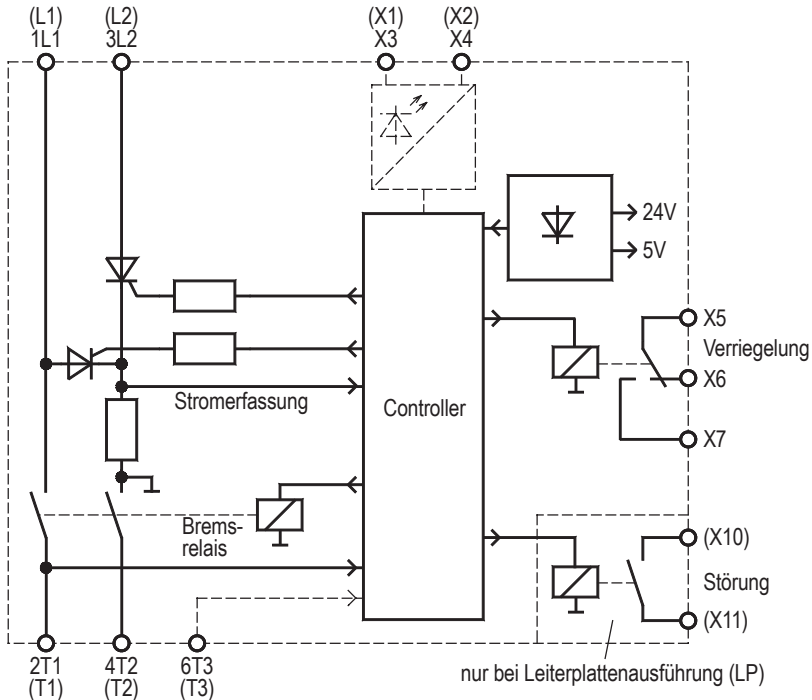 (L1) (L2) (X1) (X2)
1L1 3L2 X3 X4
24V
5V
X5
Verriegelung
X6
Stromerfassung
Controller
X7
Brems-
relais
(X10)
Störung
(X11)
2T1 4T2 6T3
(T1) (T2) (T3)
nur bei Leiterplattenausführung (LP)